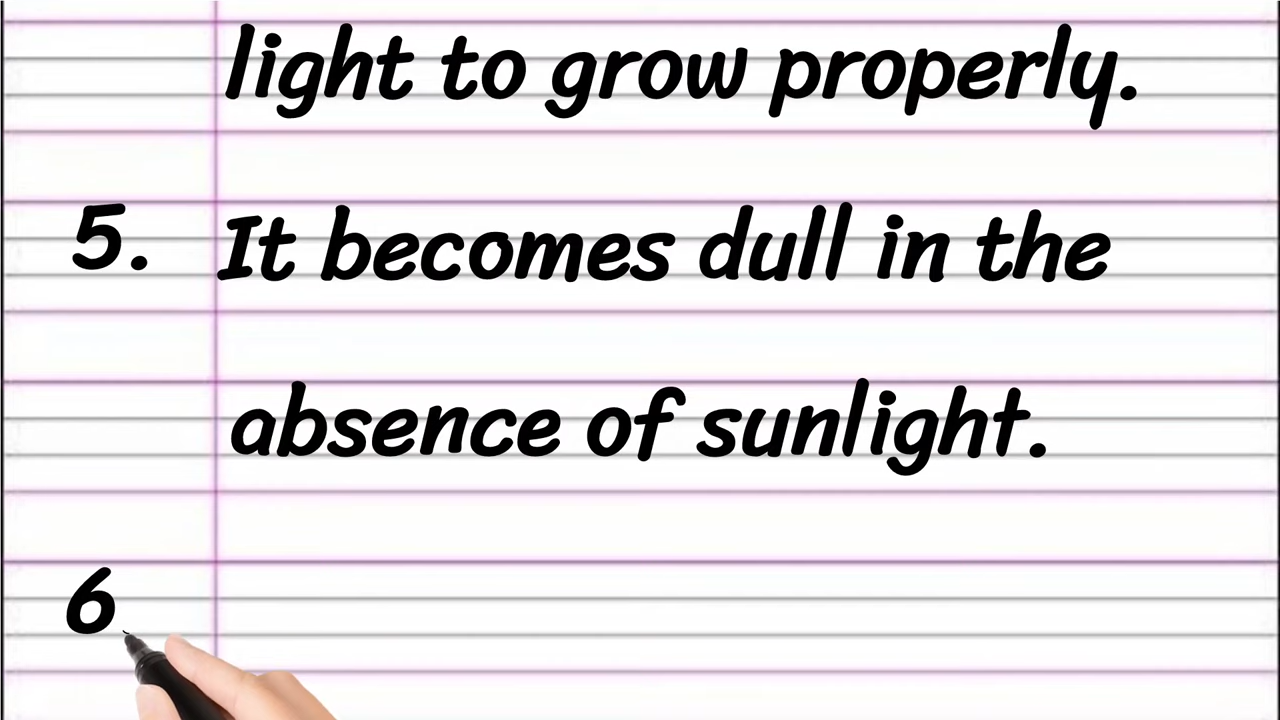 light to grow properly.
5. It becomes dull in the
absence of sunlight.
6